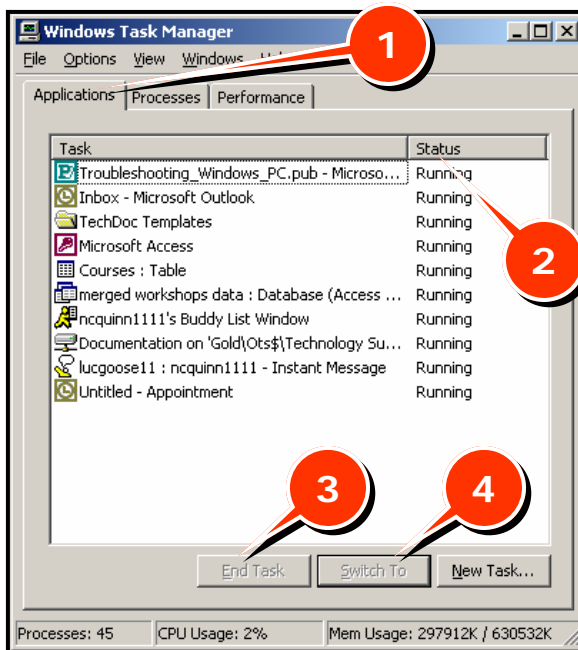 Windows Task Manager
1
File Options View Windows
Applications Processes Performance
Task Status
Troubleshooting_Windows_PC.pub - Microso... Running
Inbox - Microsoft Outlook Running
TechDoc Templates Running
2
Microsoft Access Running
Courses : Table Running
merged workshops data : Database (Access ... Running
ncquinn1111's Buddy List Window Running
Documentation on 'Gold\Ots$\Technology Su... Running
lucgoose11 : ncquinn1111 - Instant Message Running
Untitled - Appointment Running
3 4
End Task Switch To New Task...
Processes: 45 CPU Usage: 2% Mem Usage: 297912K / 630532K